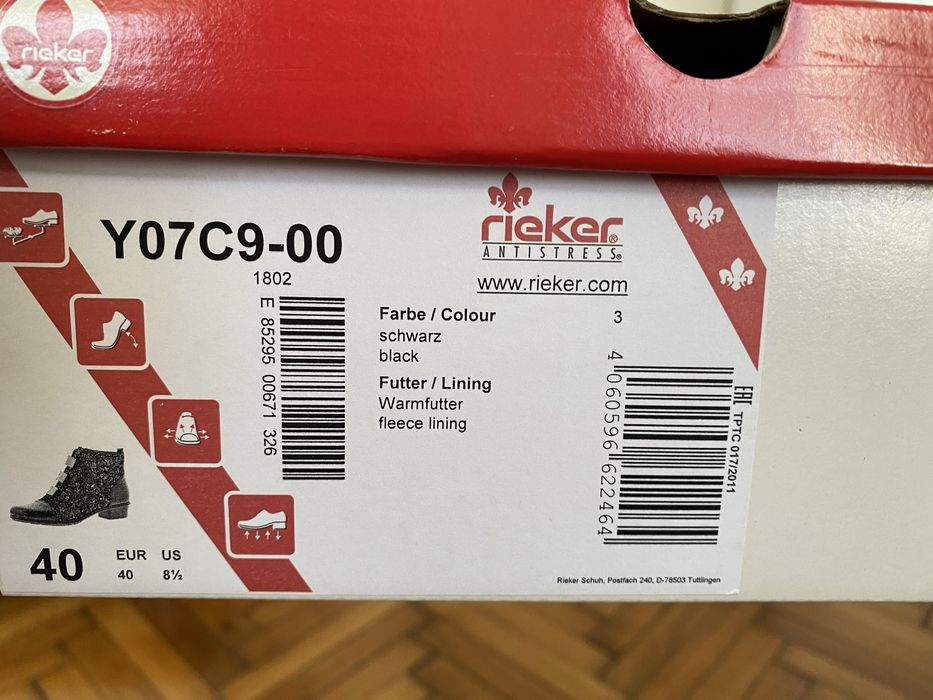 rieker
Y07C9-00
1802
E 85295 00671 326
rieker®
ANTISTRESS®
www.rieker.com
Farbe / Colour
schwarz
black
Futter / Lining
Warmfutter
fleece lining
3
4 060596 622464
EAC TPTC 017/2011
40
EUR US
40 8½
Rieker Schuh, Postfach 240, D-78503 Tuttlingen